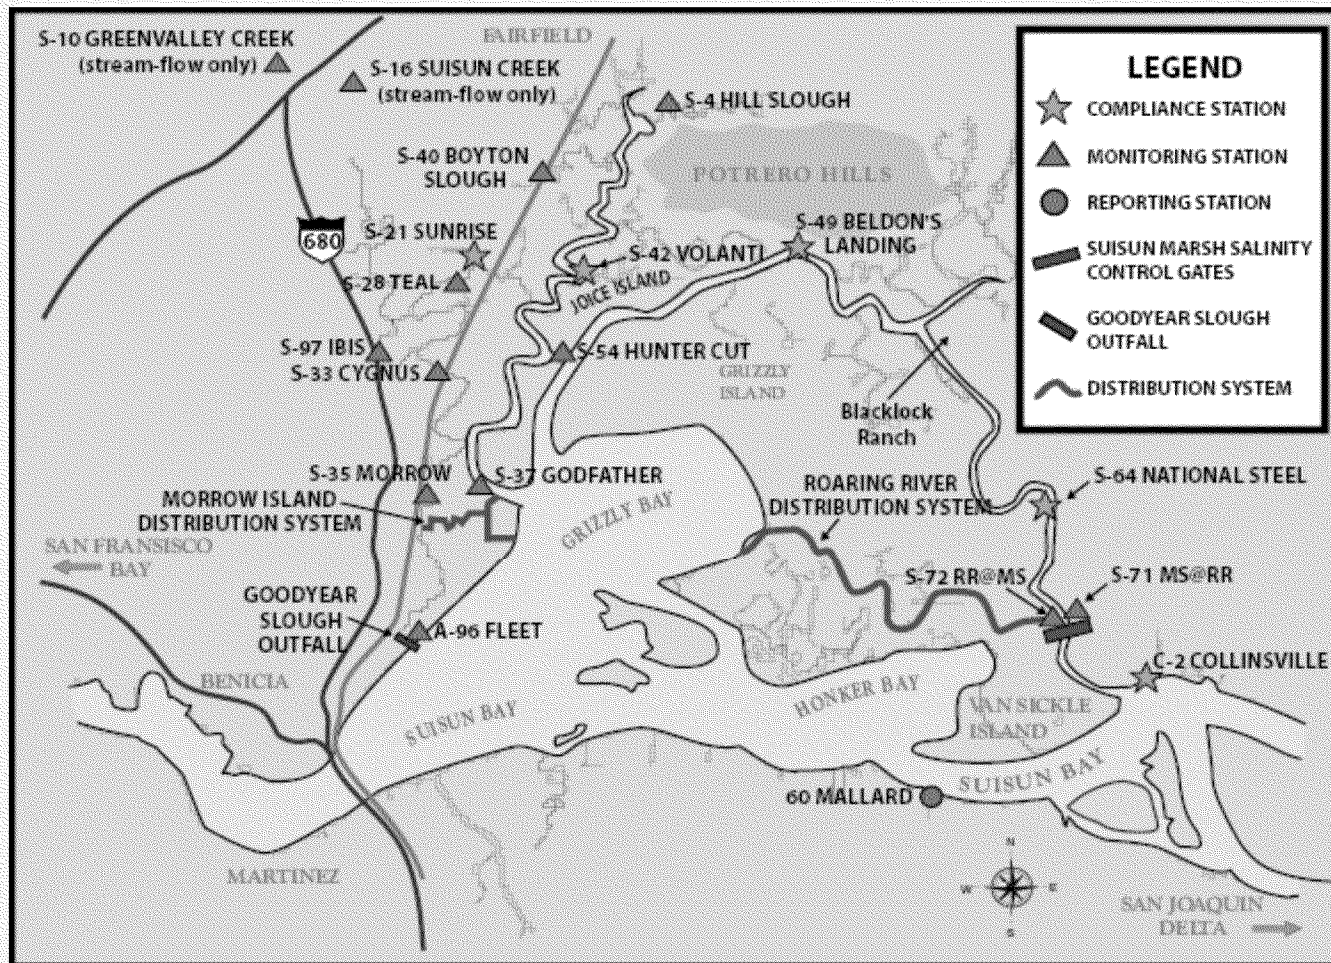 S-10 GREENVALLEY CREEK
(stream-flow only)
FAIRFIELD
S-16 SUISUN CREEK
(stream-flow only)
S-4 HILL SLOUGH
S-40 BOYTON
SLOUGH
POTRERO HILLS
680
S-21 SUNRISE
S-49 BELDON'S
LANDING
S-42 VOLANTI
S-28 TEAL
JOICE ISLAND
S-97 IBIS
S-33 CYGNUS
S-54 HUNTER CUT
GRIZZLY
ISLAND
Blacklock
Ranch
S-35 MORROW
S-37 GODFATHER
MORROW ISLAND
DISTRIBUTION SYSTEM
GRIZZLY BAY
ROARING RIVER
DISTRIBUTION SYSTEM
S-64 NATIONAL STEEL
SAN FRANSISCO
BAY
S-72 RR@MS
S-71 MS@RR
GOODYEAR
SLOUGH
OUTFALL
A-96 FLEET
C-2 COLLINSVILLE
BENICIA
SUISUN BAY
HONKER BAY
VAN SICKLE
ISLAND
SUISUN BAY
60 MALLARD
MARTINEZ
N
W
E
S
SAN JOAQUIN
DELTA
LEGEND
COMPLIANCE STATION
MONITORING STATION
REPORTING STATION
SUISUN MARSH SALINITY
CONTROL GATES
GOODYEAR SLOUGH
OUTFALL
DISTRIBUTION SYSTEM